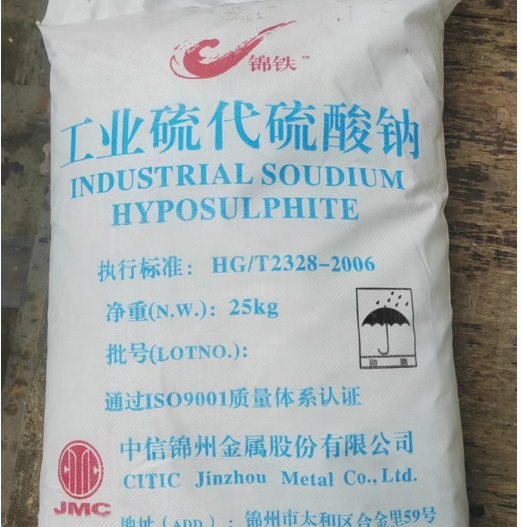 锦铁™
工业硫代硫酸钠
INDUSTRIAL SOUDIUM
HYPOSULPHITE
执行标准：HG/T2328-2006
净重(N.W.)：25kg
批号(LOTNO.):
通过ISO9001质量体系认证
中信锦州金属股份有限公司
CITIC Jinzhou Metal Co.,Ltd.
JMC
地址（ADD）：锦州市太和区合金里59号